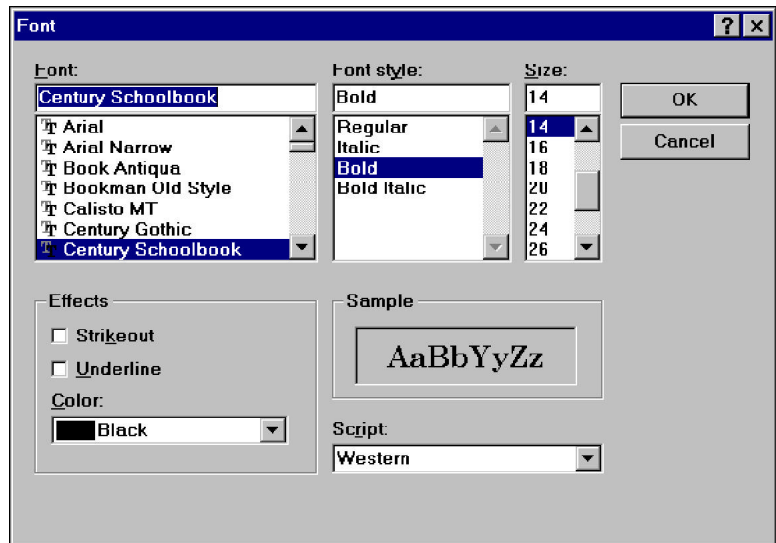 Font
Font:
Century Schoolbook
Arial
Arial Narrow
Book Antiqua
Bookman Old Style
Calisto MT
Century Gothic
Century Schoolbook
Font style:
Bold
Regular
Italic
Bold
Bold Italic
Size:
14
14
16
18
20
22
24
26
OK
Cancel
Effects
Strikeout
Underline
Color:
Black
Sample
AaBbYyZz
Script:
Western